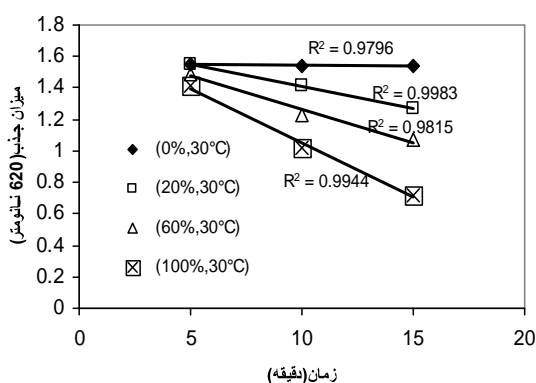 1.8
1.6
1.4
1.2
1
0.8
0.6
0.4
0.2
0
ميزان جذب(620 نانومتر)
R² = 0.9796
R² = 0.9983
R² = 0.9815
R² = 0.9944
(0%,30°C)
(20%,30°C)
(60%,30°C)
(100%,30°C)
0 5 10 15 20
زمان(دقيقه)